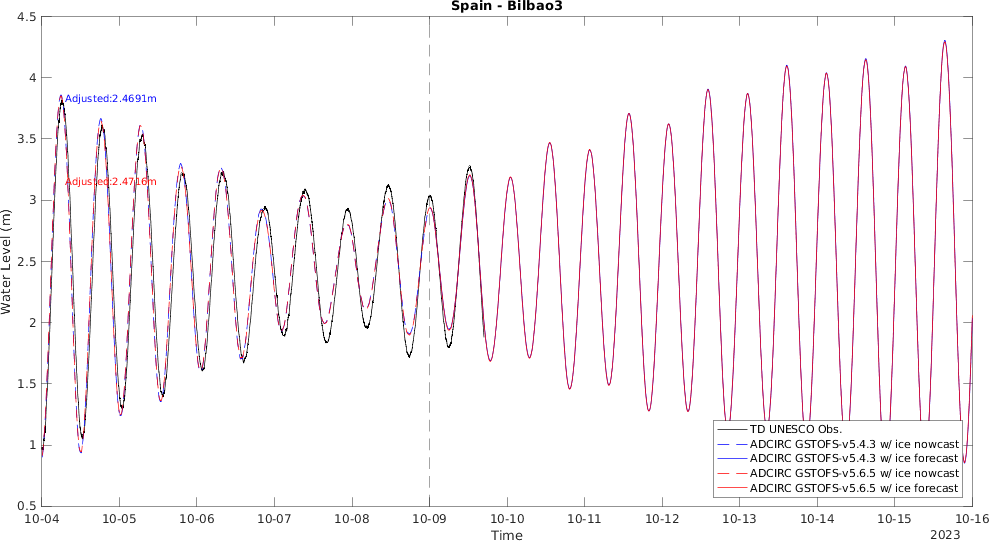 Spain - Bilbao3
4.5
4
3.5
3
2.5
2
1.5
1
0.5
Water Level (m)
Adjusted:2.4691m
Adjusted:2.4716m
TD UNESCO Obs.
ADCIRC GSTOFS-v5.4.3 w/ ice nowcast
ADCIRC GSTOFS-v5.4.3 w/ ice forecast
ADCIRC GSTOFS-v5.6.5 w/ ice nowcast
ADCIRC GSTOFS-v5.6.5 w/ ice forecast
10-04 10-05 10-06 10-07 10-08 10-09 10-10 10-11 10-12 10-13 10-14 10-15 10-16
Time
2023